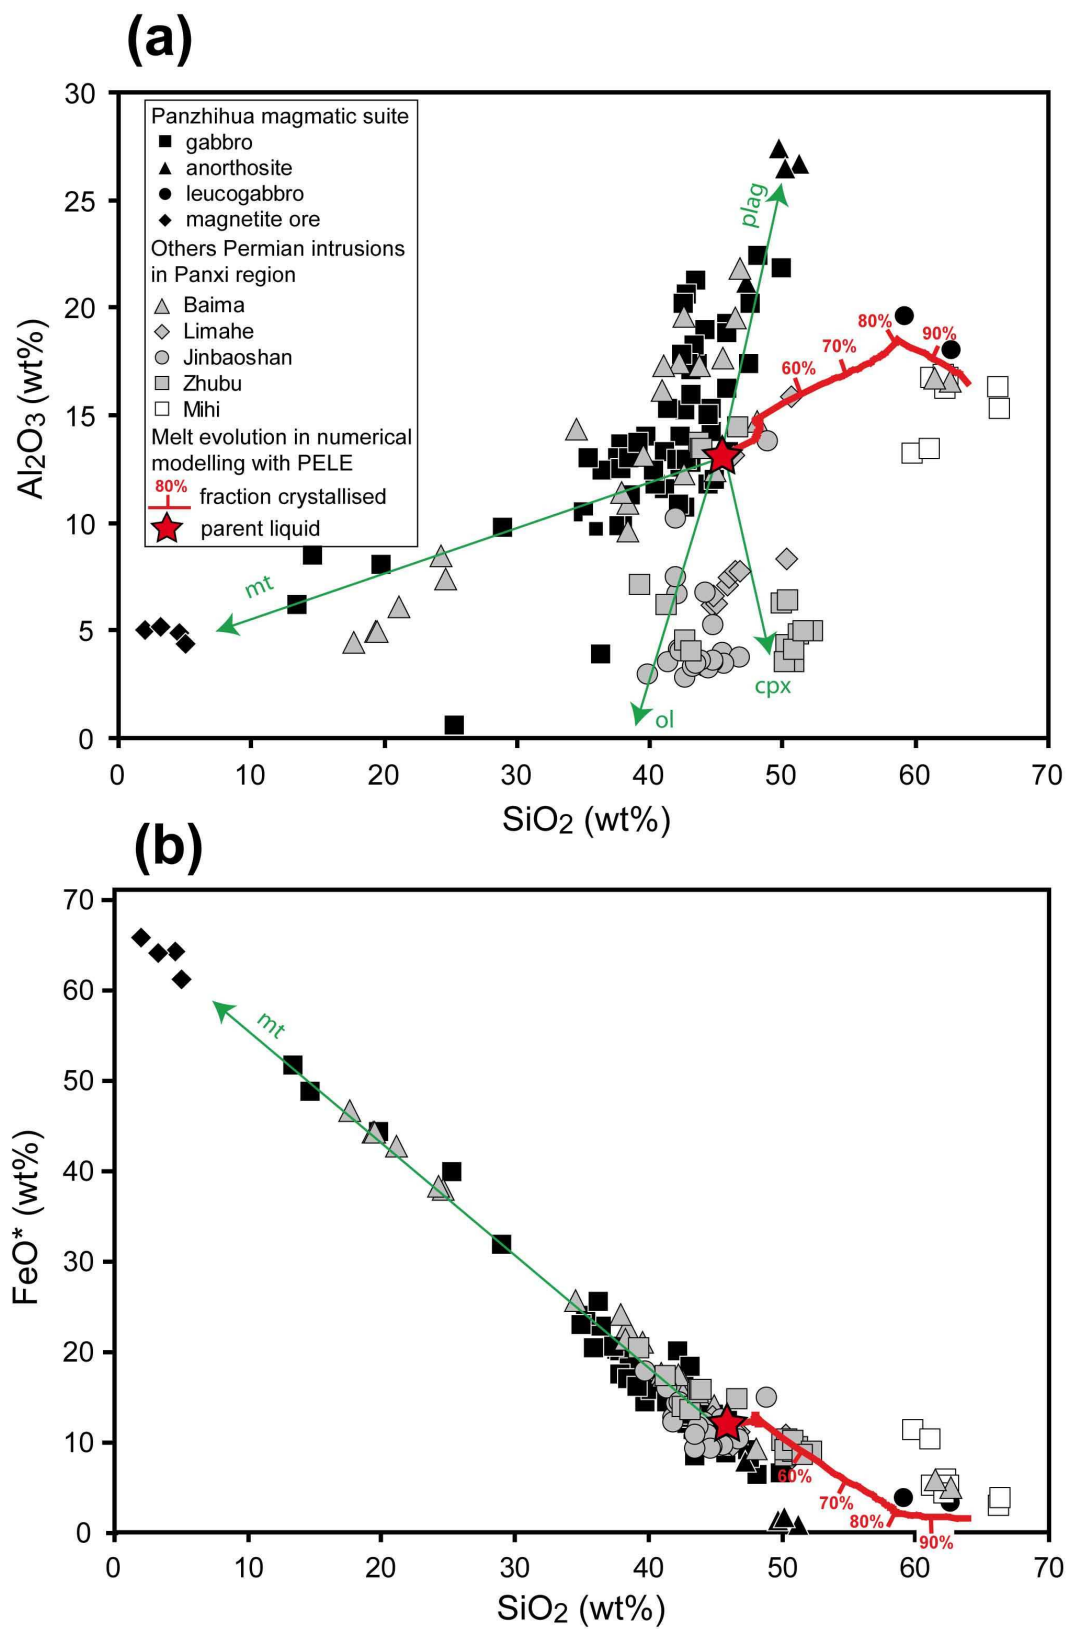 (a)
30
25
20
15
10
5
0
Al2O3 (wt%)
Panzhihua magmatic suite
gabbro
anorthosite
leucogabbro
magnetite ore
Others Permian intrusions
in Panxi region
Baima
Limahe
Jinbaoshan
Zhubu
Mihi
Melt evolution in numerical
modelling with PELE
80% fraction crystallised
parent liquid
plag
80%
90%
70%
60%
mt
cpx
ol
0 10 20 30 40 50 60 70
SiO2 (wt%)
(b)
70
60
50
40
30
20
10
0
FeO* (wt%)
mt
60%
70%
80%
90%
0 10 20 30 40 50 60 70
SiO2 (wt%)